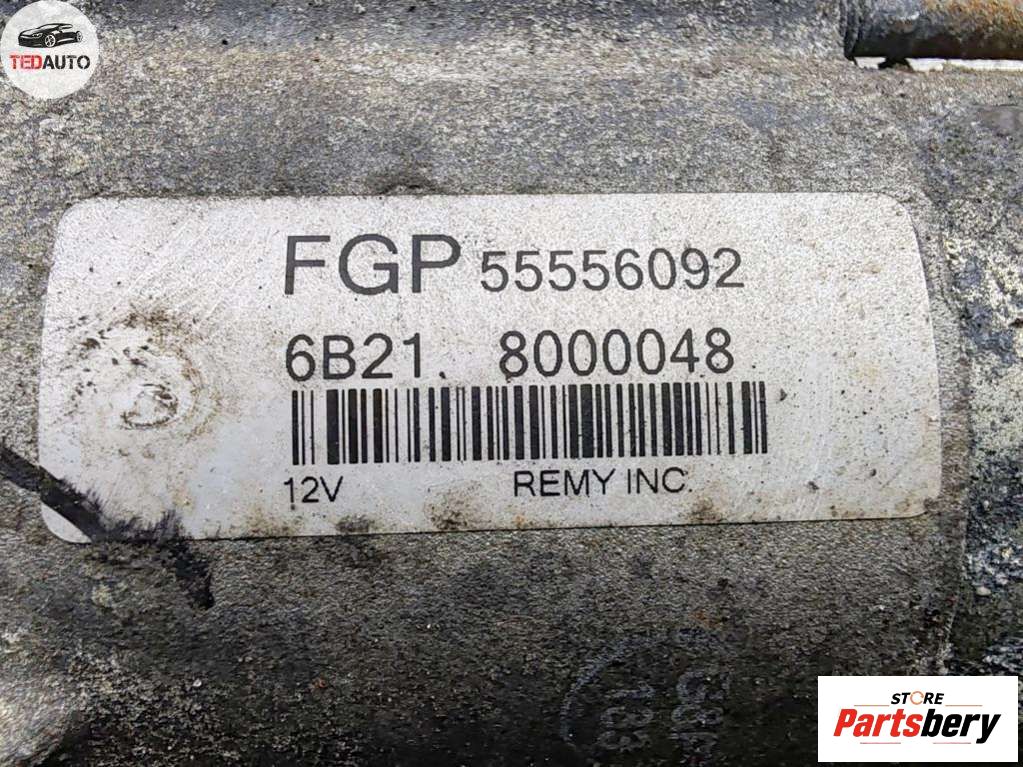 TEDAUTO
FGP 55556092
6B21. 8000048
12V REMY INC.
STORE
Partsbery